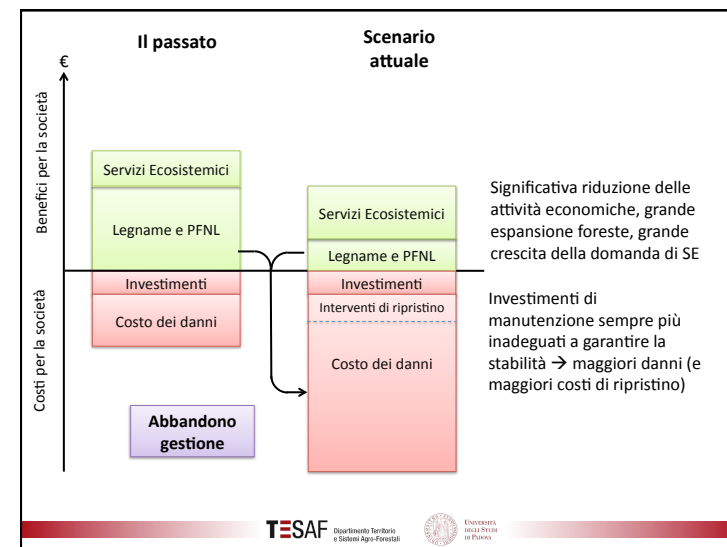 Il passato
Scenario
attuale
€
Benefici per la società
Costi per la società
Servizi Ecosistemici
Legname e PFNL
Investimenti
Costo dei danni
Servizi Ecosistemici
Legname e PFNL
Investimenti
Interventi di ripristino
Costo dei danni
Abbandono
gestione
Significativa riduzione delle
attività economiche, grande
espansione foreste, grande
crescita della domanda di SE
Investimenti di
manutenzione sempre più
inadeguati a garantire la
stabilità → maggiori danni (e
maggiori costi di ripristino)
TESAF
Dipartimento Territorio
e Sistemi Agro-Forestali
UNIVERSITÀ
DEGLI STUDI
DI PADOVA